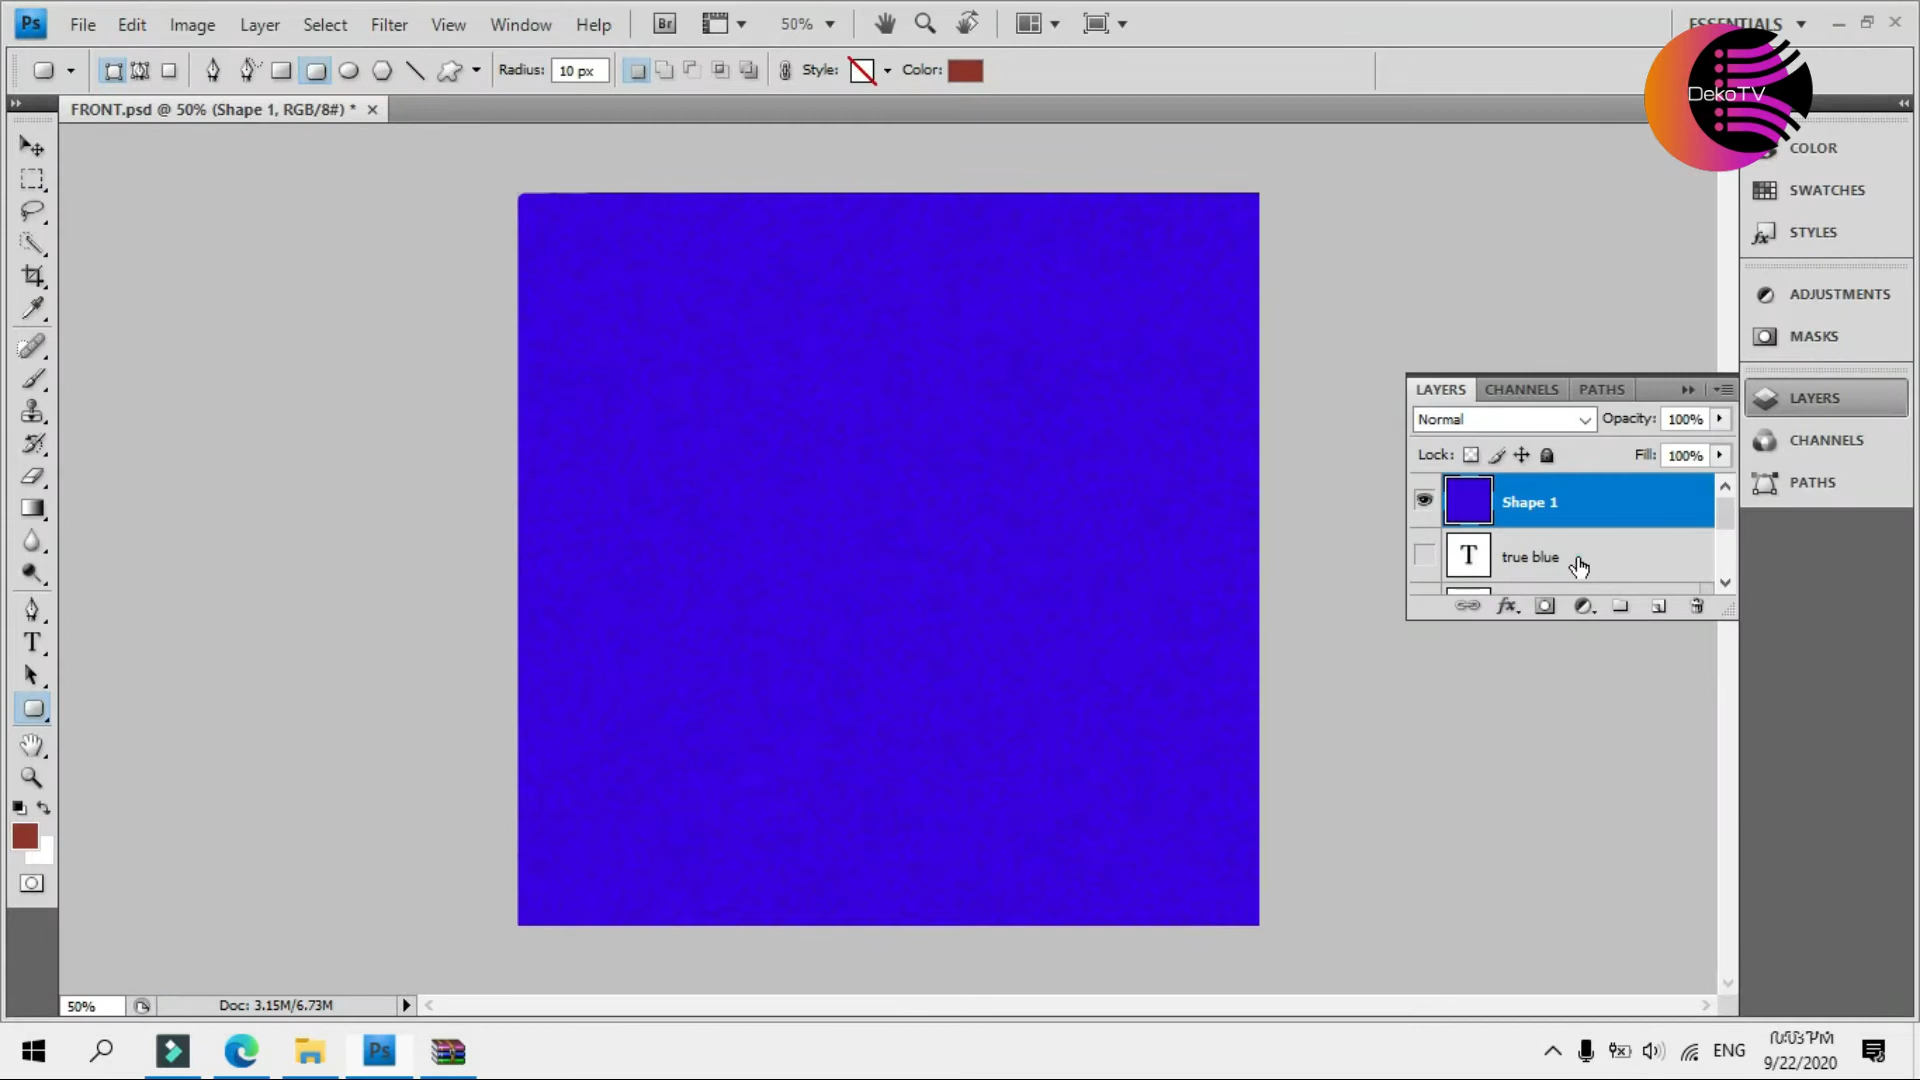 Ps File Edit Image Layer Select Filter View Window Help Br 50% ESSENTIALS
Radius: 10 px Style: Color:
DekoTV
FRONT.psd @ 50% (Shape 1, RGB/8#) *
COLOR
SWATCHES
STYLES
ADJUSTMENTS
MASKS
LAYERS
CHANNELS
PATHS
LAYERS CHANNELS PATHS
Normal Opacity: 100%
Lock: Fill: 100%
Shape 1
T true blue
fx
50% Doc: 3.15M/6.73M
Ps ENG
9/22/2020